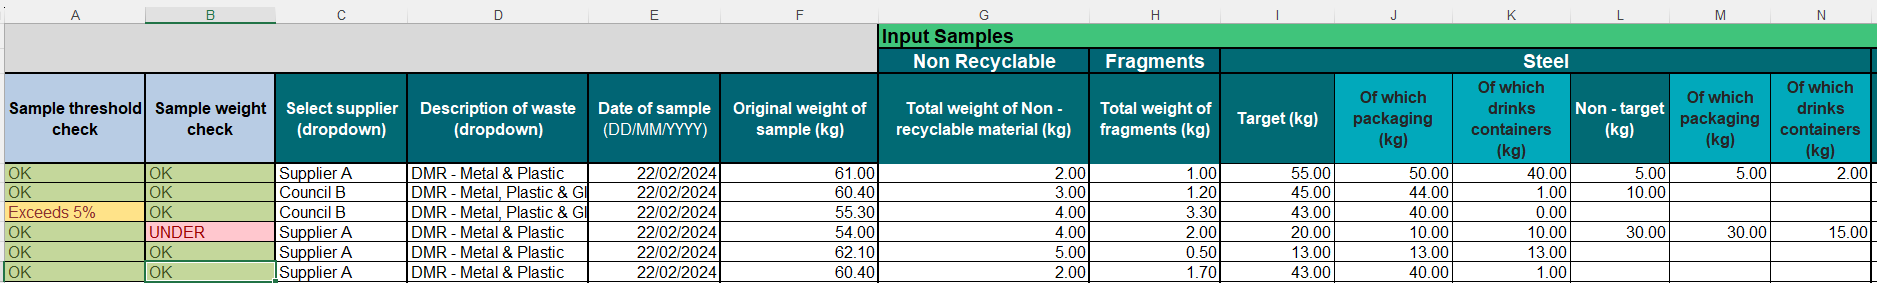 A B C D E F G H I J K L M N
Input Samples
Non Recyclable Fragments Steel
Sample threshold check Sample weight check Select supplier (dropdown) Description of waste (dropdown) Date of sample (DD/MM/YYYY) Original weight of sample (kg) Total weight of Non - recyclable material (kg) Total weight of fragments (kg) Target (kg) Of which packaging (kg) Of which drinks containers (kg) Non - target (kg) Of which packaging (kg) Of which drinks containers (kg)
OK OK Supplier A DMR - Metal & Plastic 22/02/2024 61.00 2.00 1.00 55.00 50.00 40.00 5.00 5.00 2.00
OK OK Council B DMR - Metal, Plastic & Gl 22/02/2024 60.40 3.00 1.20 45.00 44.00 1.00 10.00
Exceeds 5% OK Council B DMR - Metal, Plastic & Gl 22/02/2024 55.30 4.00 3.30 43.00 40.00 0.00
OK UNDER Supplier A DMR - Metal & Plastic 22/02/2024 54.00 4.00 2.00 20.00 10.00 10.00 30.00 30.00 15.00
OK OK Supplier A DMR - Metal & Plastic 22/02/2024 62.10 5.00 0.50 13.00 13.00 13.00
OK OK Supplier A DMR - Metal & Plastic 22/02/2024 60.40 2.00 1.70 43.00 40.00 1.00